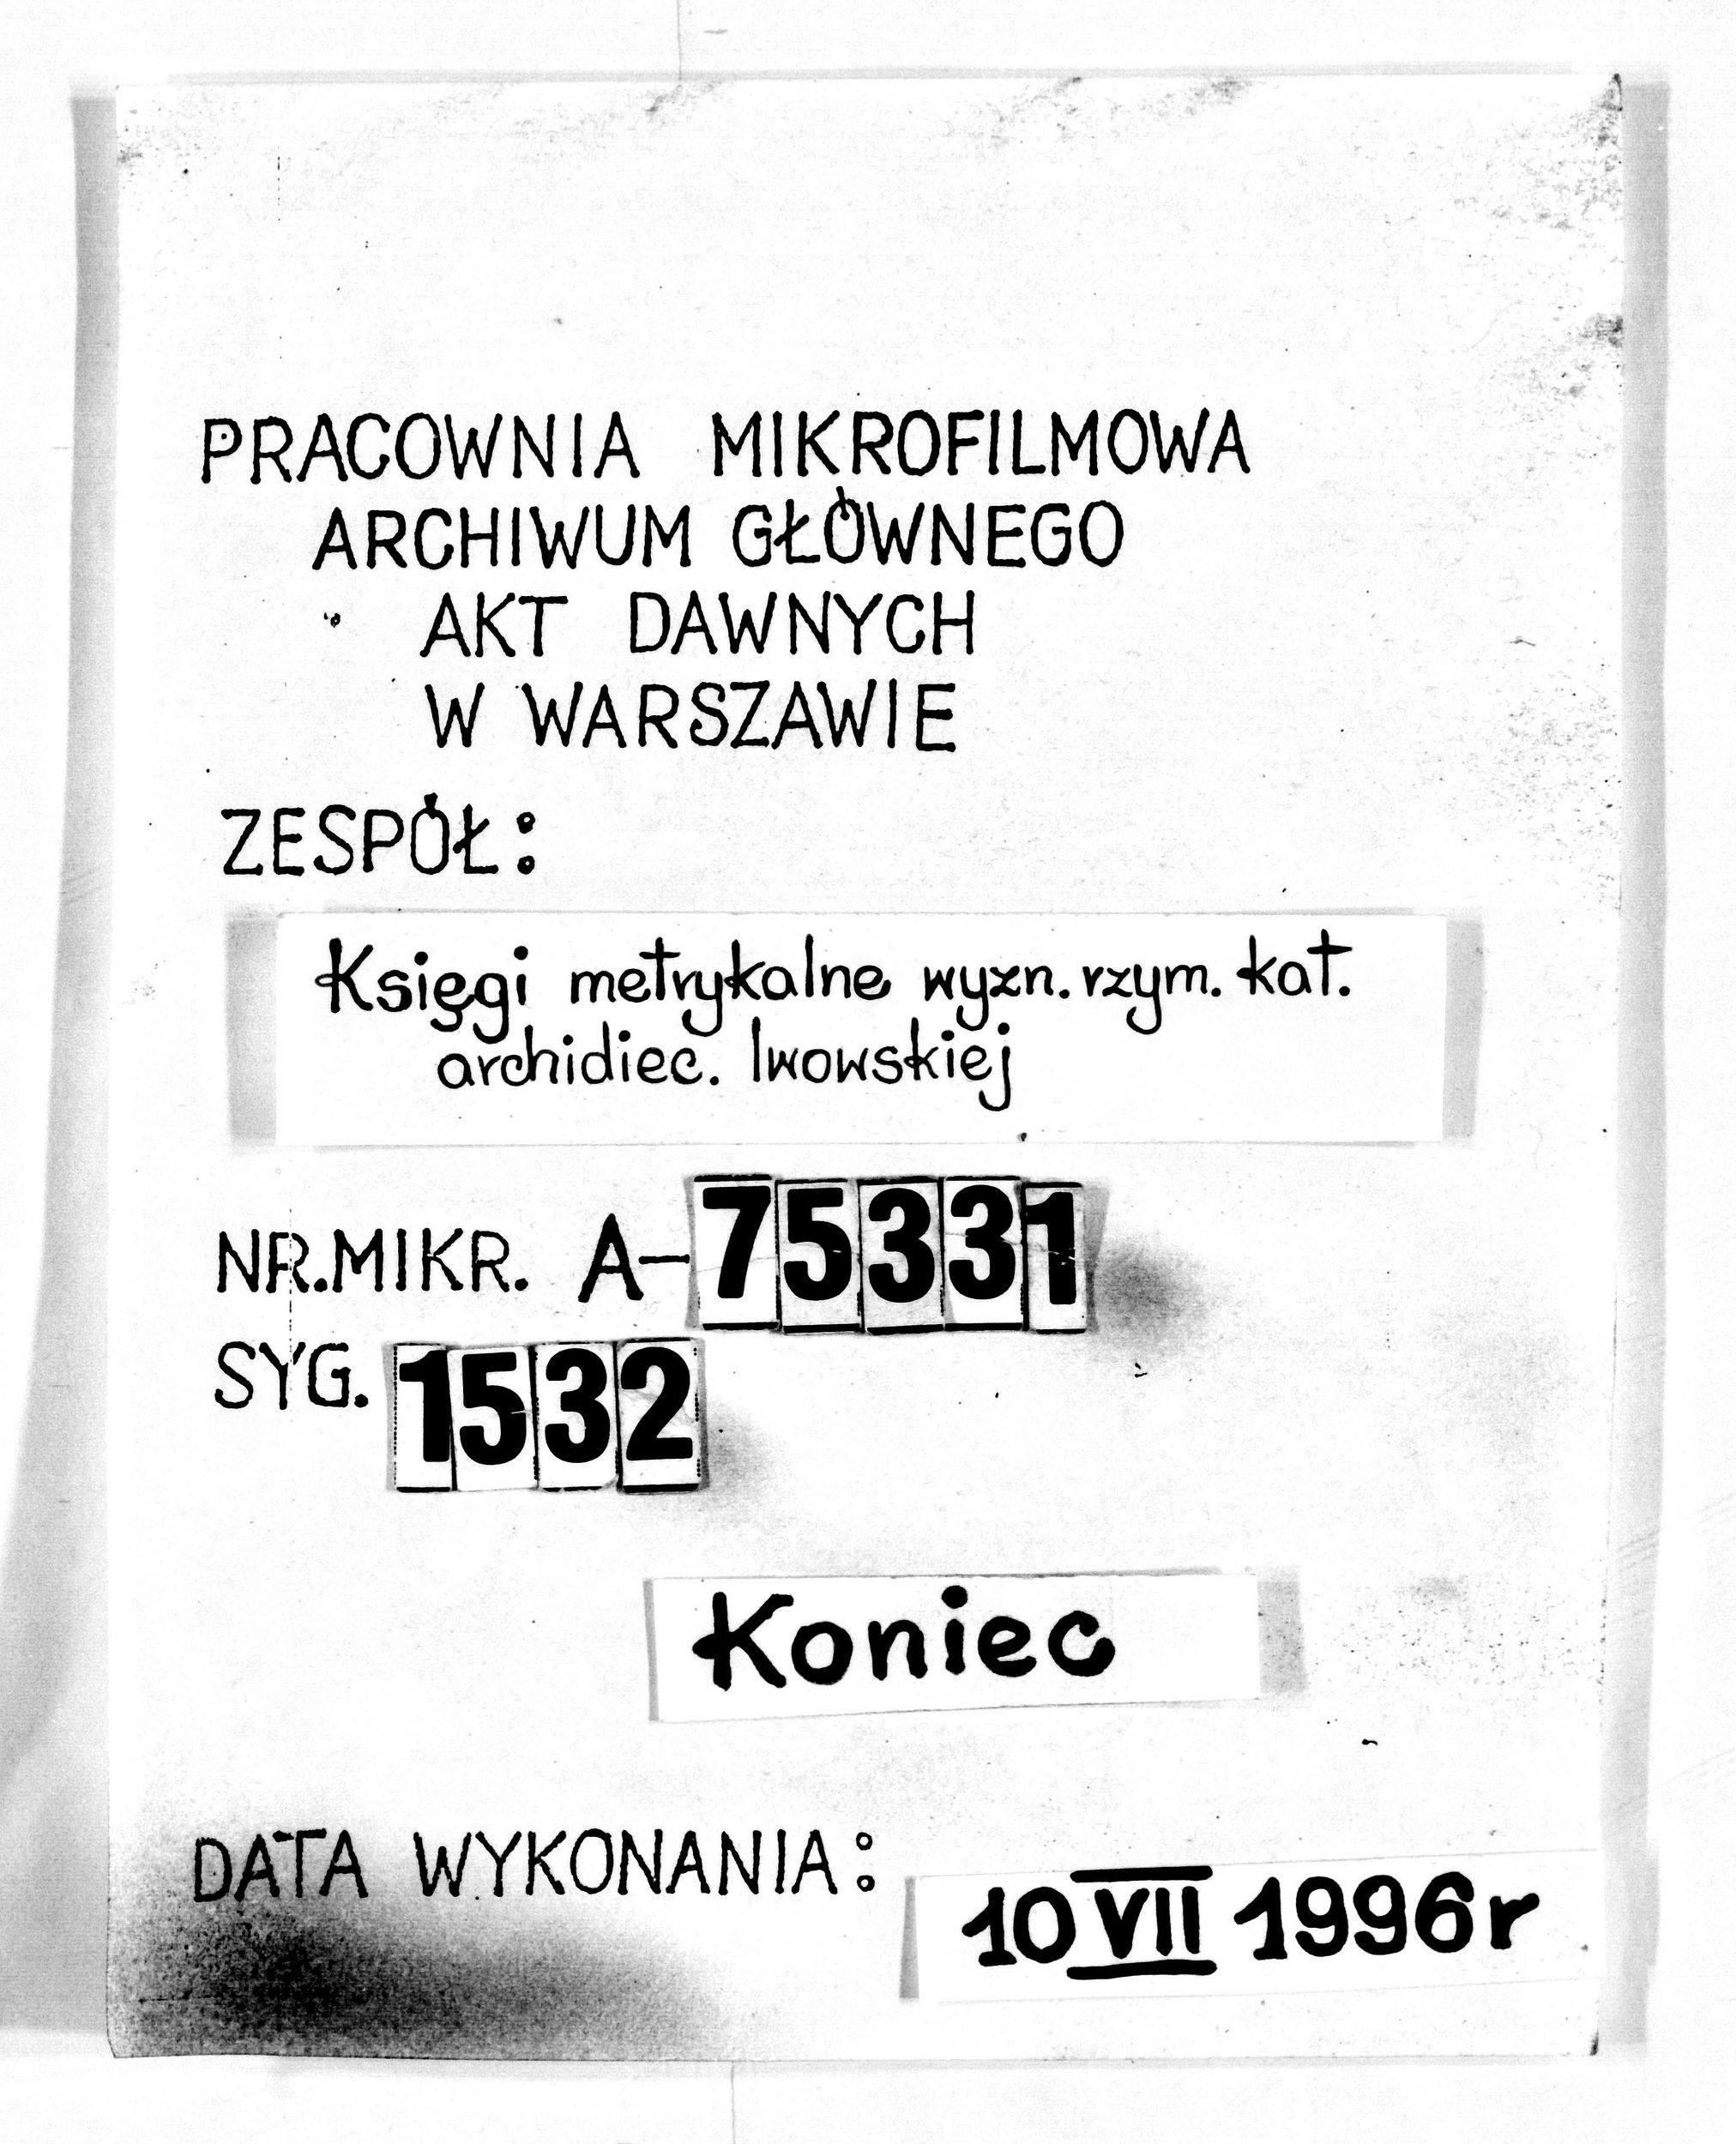 PRACOWNIA MIKROFILMOWA
ARCHIWUM GŁÓWNEGO
AKT DAWNYCH
W WARSZAWIE
ZESPÓŁ:
Księgi metrykalne wyzn. rzym. kat.
archidiec. lwowskiej
NR.MIKR. A-75331
SYG. 1532
Koniec
DATA WYKONANIA: 10 VII 1996 r